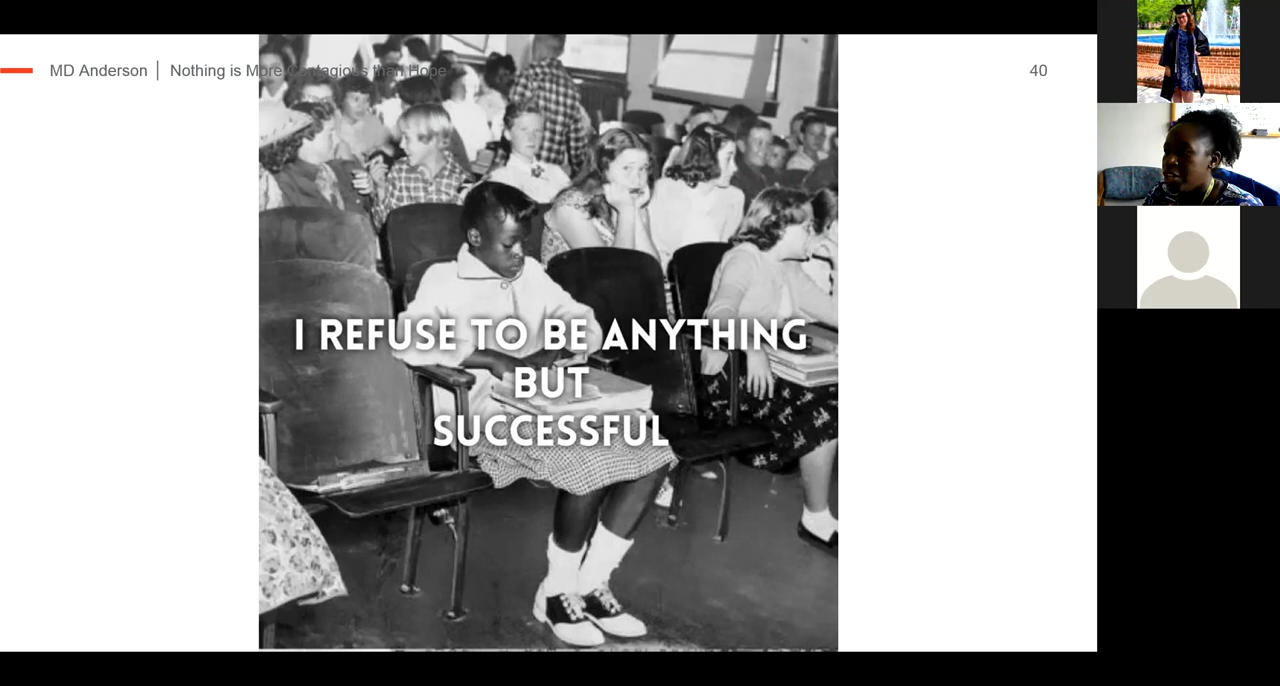 MD Anderson | Nothing is More Contagious than Hope
40
I REFUSE TO BE ANYTHING
BUT
SUCCESSFUL